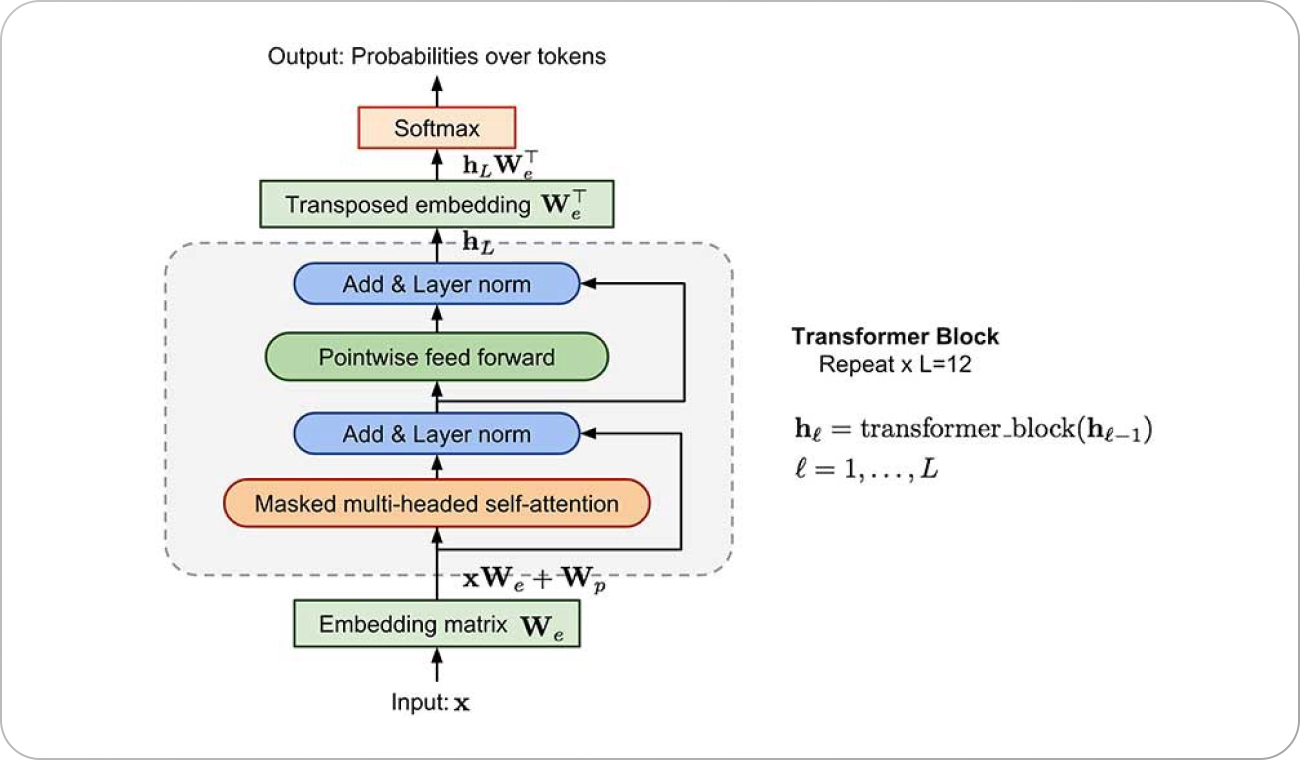 Output: Probabilities over tokens
Softmax
h_L W_e^⊤
Transposed embedding W_e^⊤
h_L
Add & Layer norm
Pointwise feed forward
Add & Layer norm
Masked multi-headed self-attention
xW_e + W_p
Embedding matrix W_e
Input: x
Transformer Block
Repeat x L=12
h_ℓ = transformer_block(h_{ℓ−1})
ℓ = 1, . . . , L